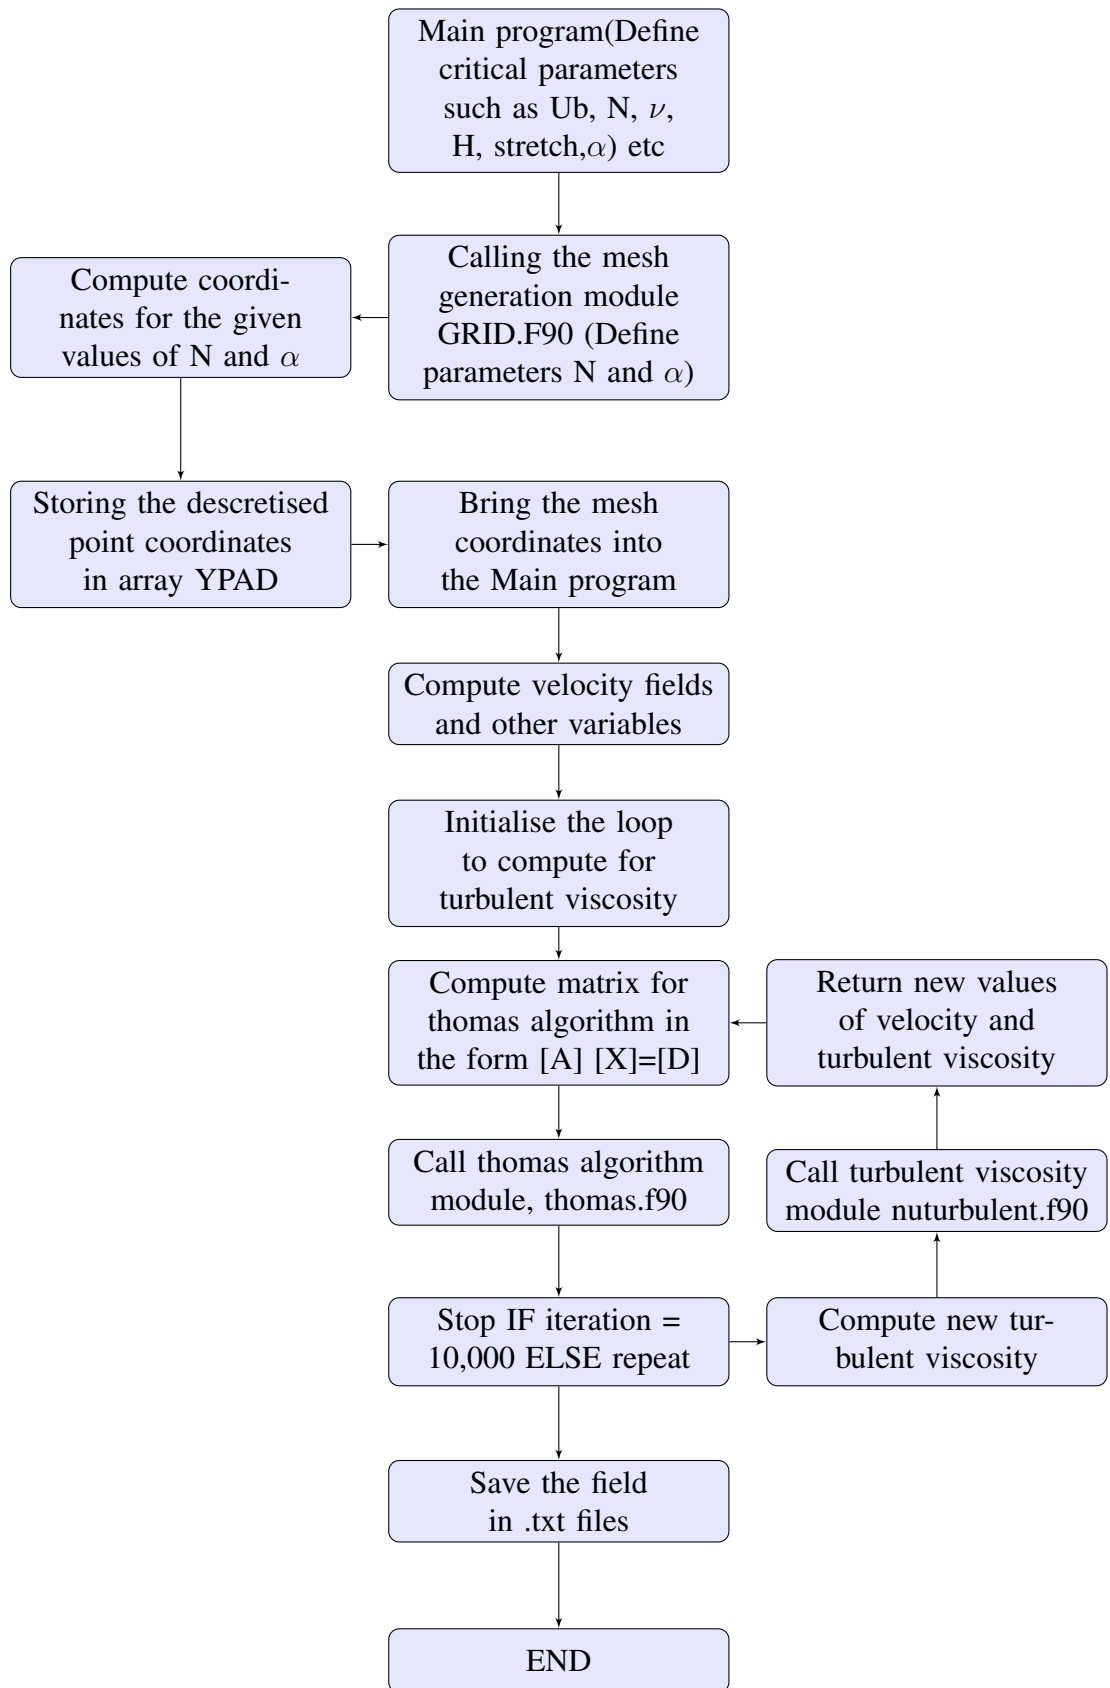 Main program(Define
critical parameters
such as Ub, N, ν,
H, stretch,α) etc
Calling the mesh
generation module
GRID.F90 (Define
parameters N and α)
Compute coordi-
nates for the given
values of N and α
Storing the descretised
point coordinates
in array YPAD
Bring the mesh
coordinates into
the Main program
Compute velocity fields
and other variables
Initialise the loop
to compute for
turbulent viscosity
Compute matrix for
thomas algorithm in
the form [A] [X]=[D]
Return new values
of velocity and
turbulent viscosity
Call thomas algorithm
module, thomas.f90
Call turbulent viscosity
module nuturbulent.f90
Stop IF iteration =
10,000 ELSE repeat
Compute new tur-
bulent viscosity
Save the field
in .txt files
END